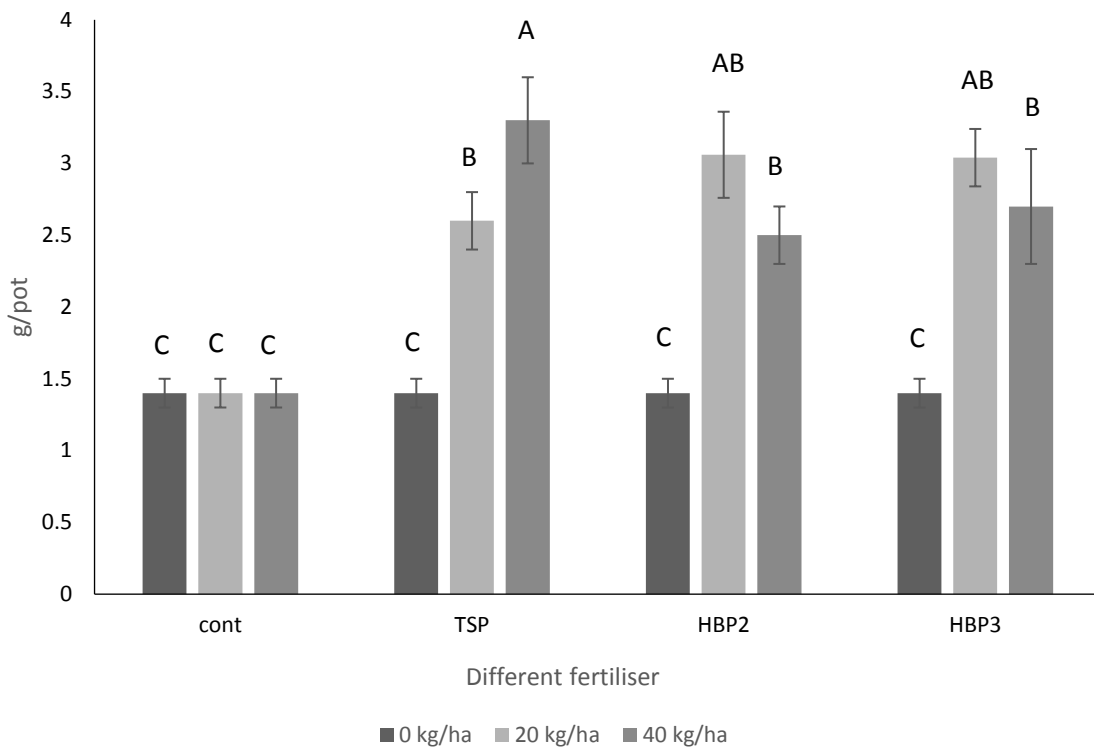 4
3.5
3
2.5
2
1.5
1
0.5
0
g/pot
C C C
C B A
C AB B
C AB B
cont TSP HBP2 HBP3
Different fertiliser
0 kg/ha 20 kg/ha 40 kg/ha